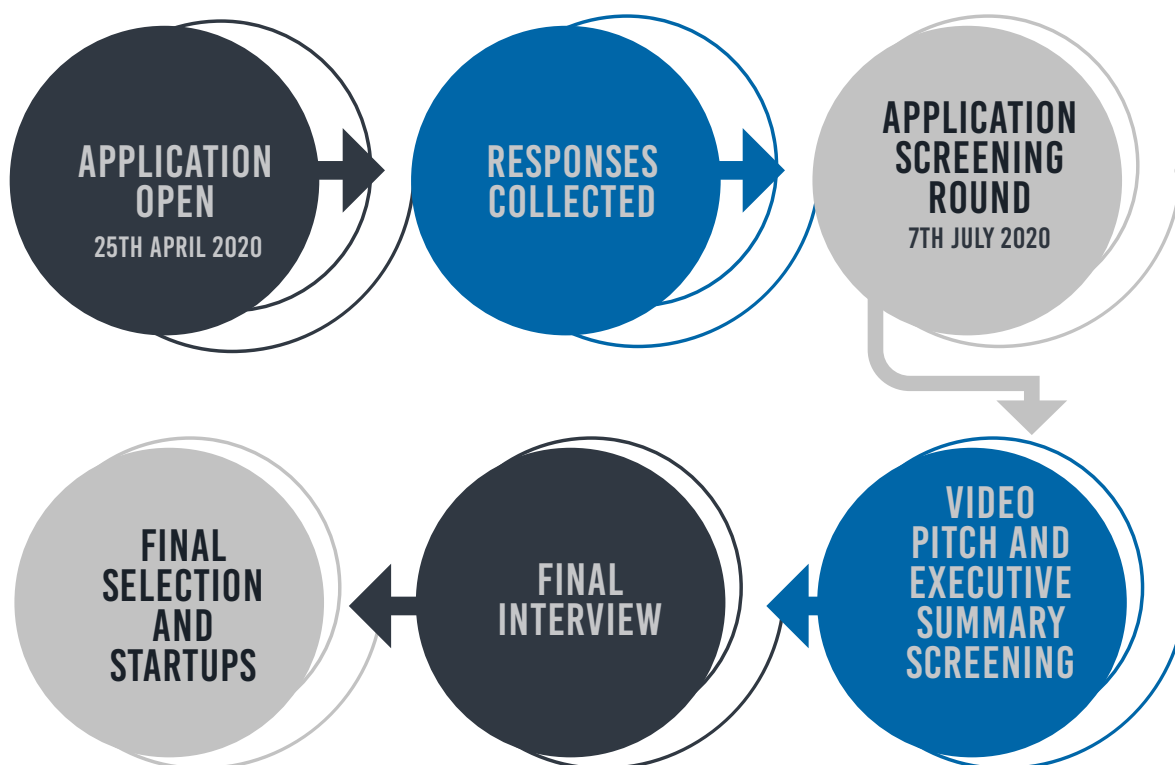 APPLICATION
OPEN
25TH APRIL 2020
RESPONSES
COLLECTED
APPLICATION
SCREENING
ROUND
7TH JULY 2020
VIDEO
PITCH AND
EXECUTIVE
SUMMARY
SCREENING
FINAL
INTERVIEW
FINAL
SELECTION
AND
STARTUPS